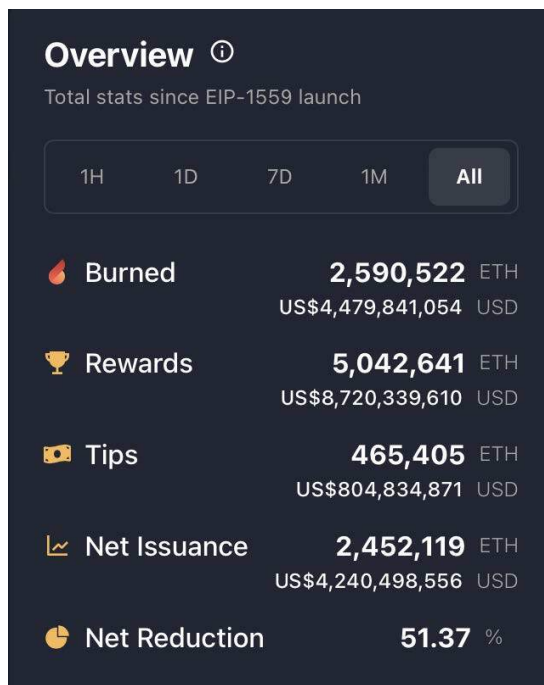 Overview
Total stats since EIP-1559 launch
1H 1D 7D 1M All
Burned 2,590,522 ETH
US$4,479,841,054 USD
Rewards 5,042,641 ETH
US$8,720,339,610 USD
Tips 465,405 ETH
US$804,834,871 USD
Net Issuance 2,452,119 ETH
US$4,240,498,556 USD
Net Reduction 51.37 %